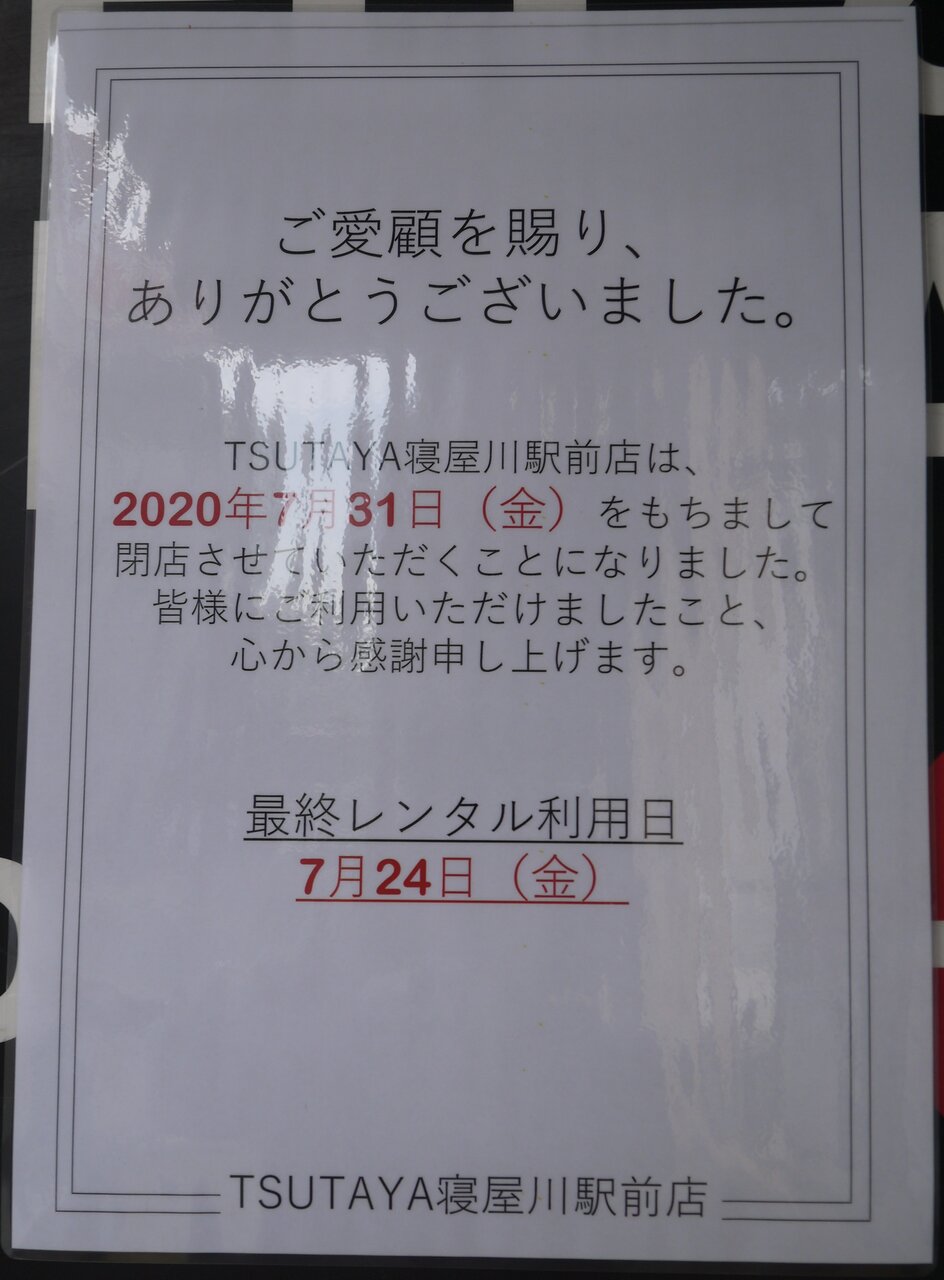 ご愛顧を賜り、
ありがとうございました。
TSUTAYA寝屋川駅前店は、
2020年7月31日（金）をもちまして
閉店させていただくことになりました。
皆様にご利用いただけましたこと、
心から感謝申し上げます。
最終レンタル利用日
7月24日（金）
TSUTAYA寝屋川駅前店